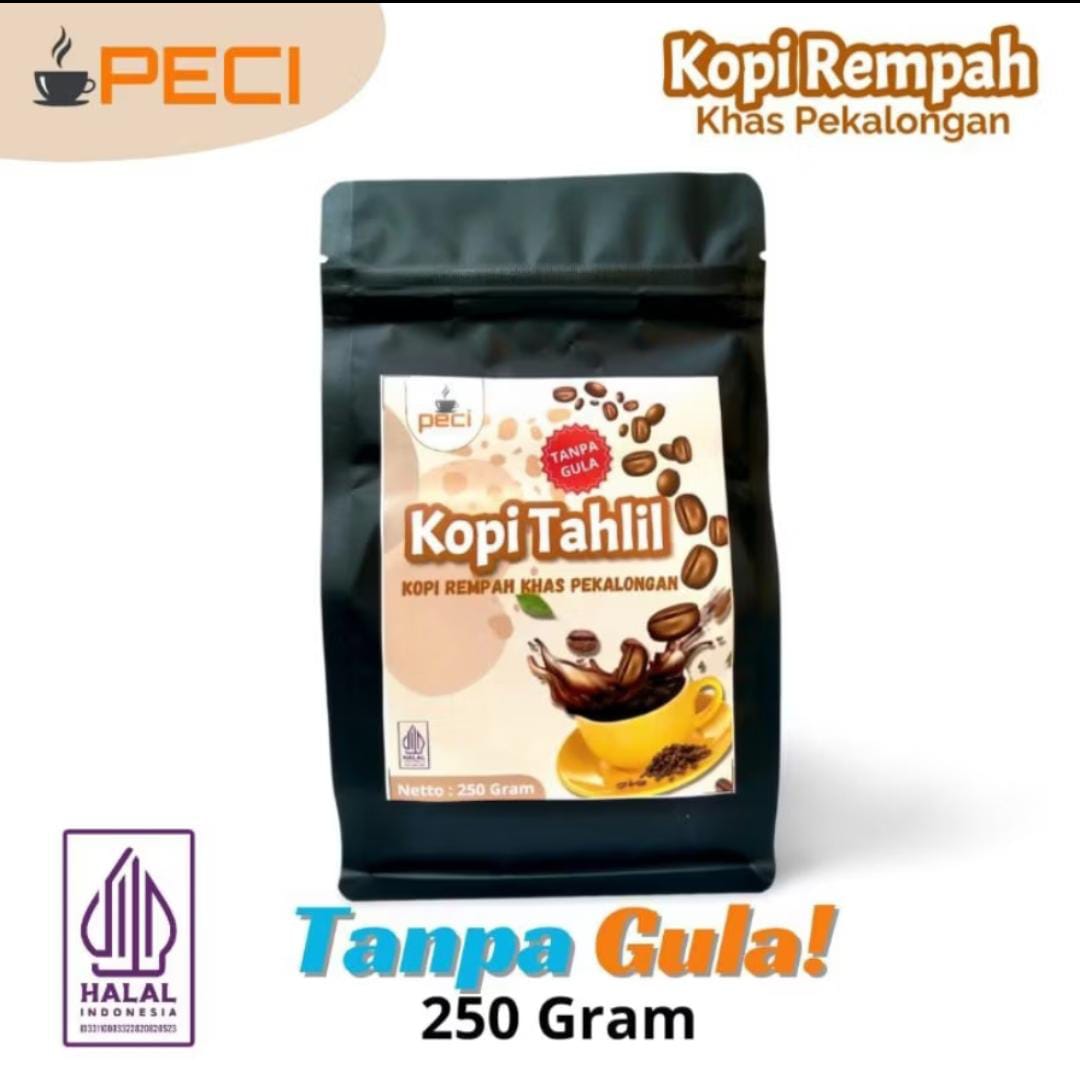 PECI
Kopi Rempah
Khas Pekalongan
peci
TANPA
GULA
Kopi Tahlil
KOPI REMPAH KHAS PEKALONGAN
HALAL
Netto : 250 Gram
HALAL
INDONESIA
Tanpa Gula!
250 Gram